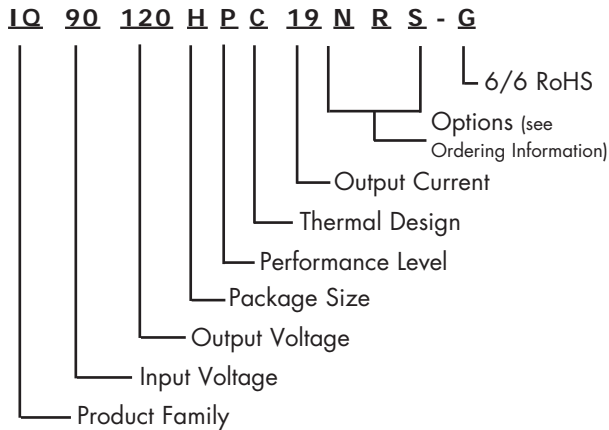 IQ 90 120 H P C 19 N R S - G
6/6 RoHS
Options (see
Ordering Information)
Output Current
Thermal Design
Performance Level
Package Size
Output Voltage
Input Voltage
Product Family